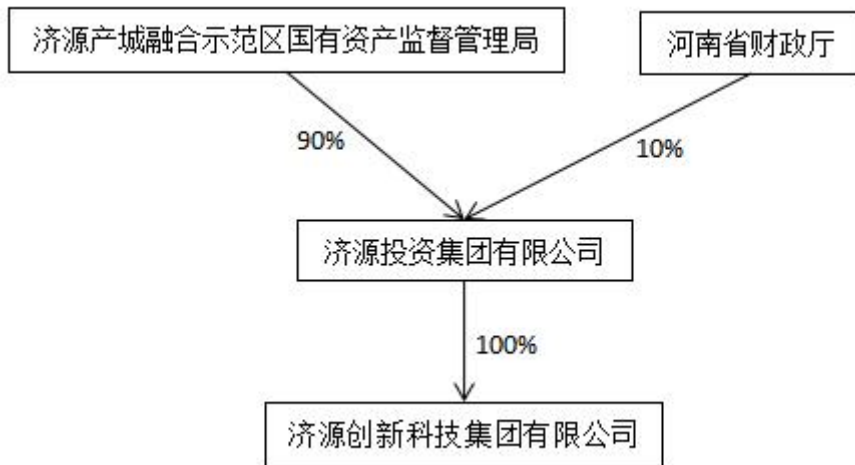 济源产城融合示范区国有资产监督管理局
河南省财政厅
90%
10%
济源投资集团有限公司
100%
济源创新科技集团有限公司